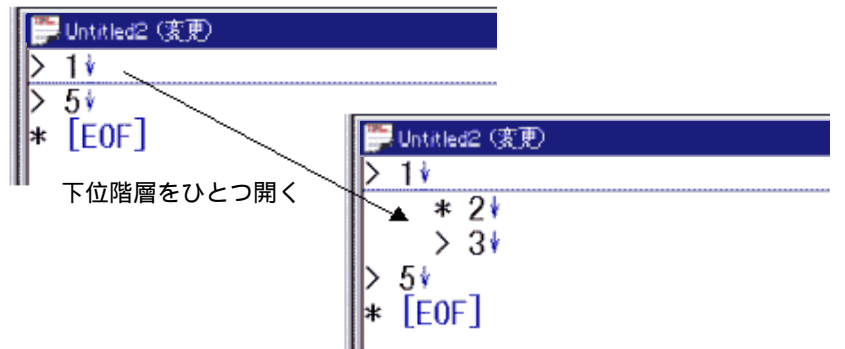 Untitled2 (変更)
> 1↓
> 5↓
* [EOF]
下位階層をひとつ開く
Untitled2 (変更)
> 1↓
* 2↓
> 3↓
> 5↓
* [EOF]